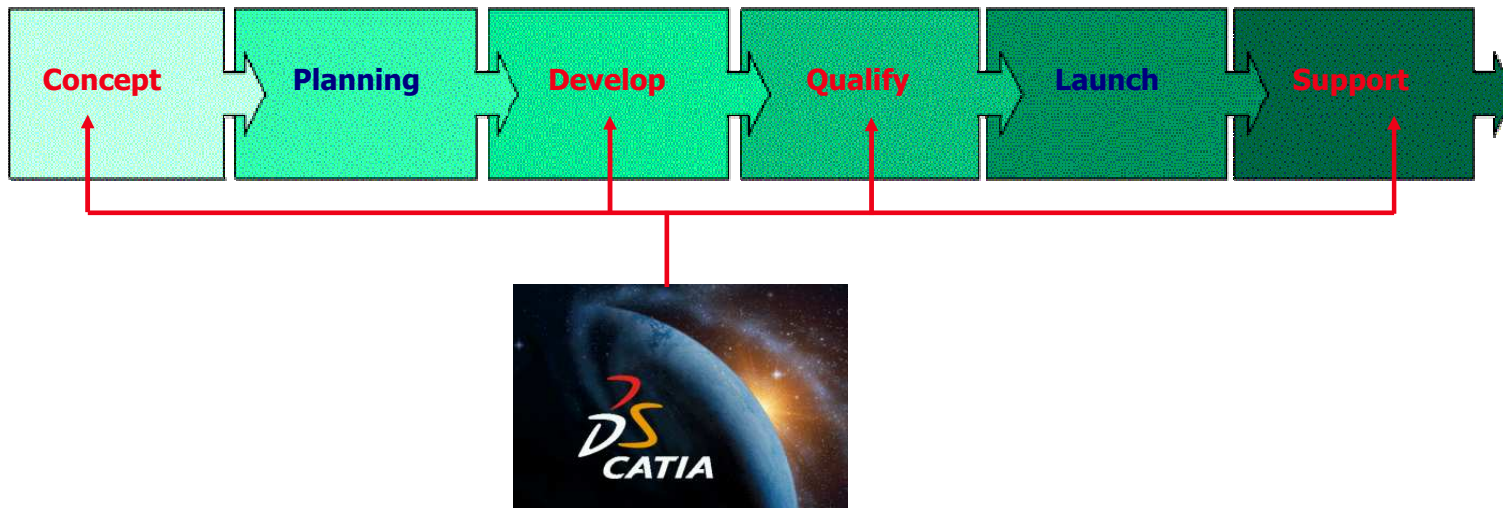 Concept
Planning
Develop
Qualify
Launch
Support
DS
CATIA